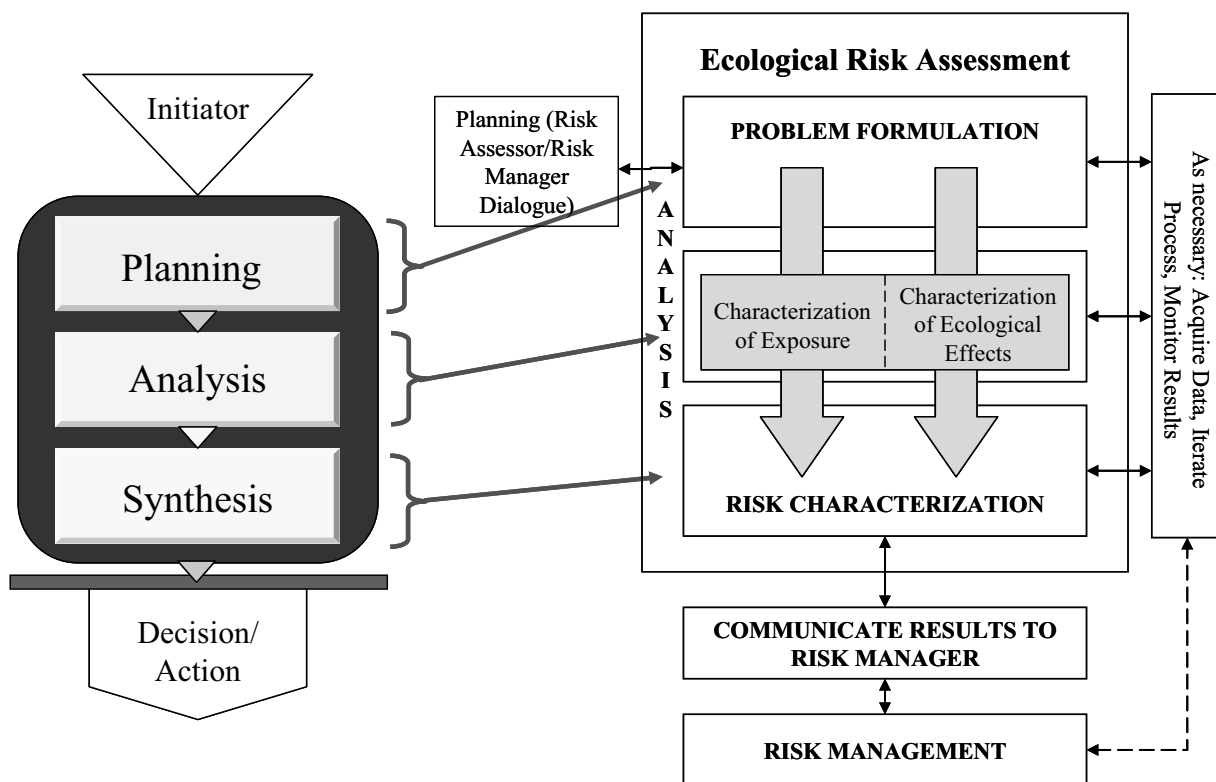 Initiator
Planning
Analysis
Synthesis
Decision/
Action
Planning (Risk
Assessor/Risk
Manager
Dialogue)
Ecological Risk Assessment
PROBLEM FORMULATION
ANALYSIS
Characterization
of Exposure
Characterization
of Ecological
Effects
RISK CHARACTERIZATION
COMMUNICATE RESULTS TO
RISK MANAGER
RISK MANAGEMENT
As necessary: Acquire Data, Iterate
Process, Monitor Results